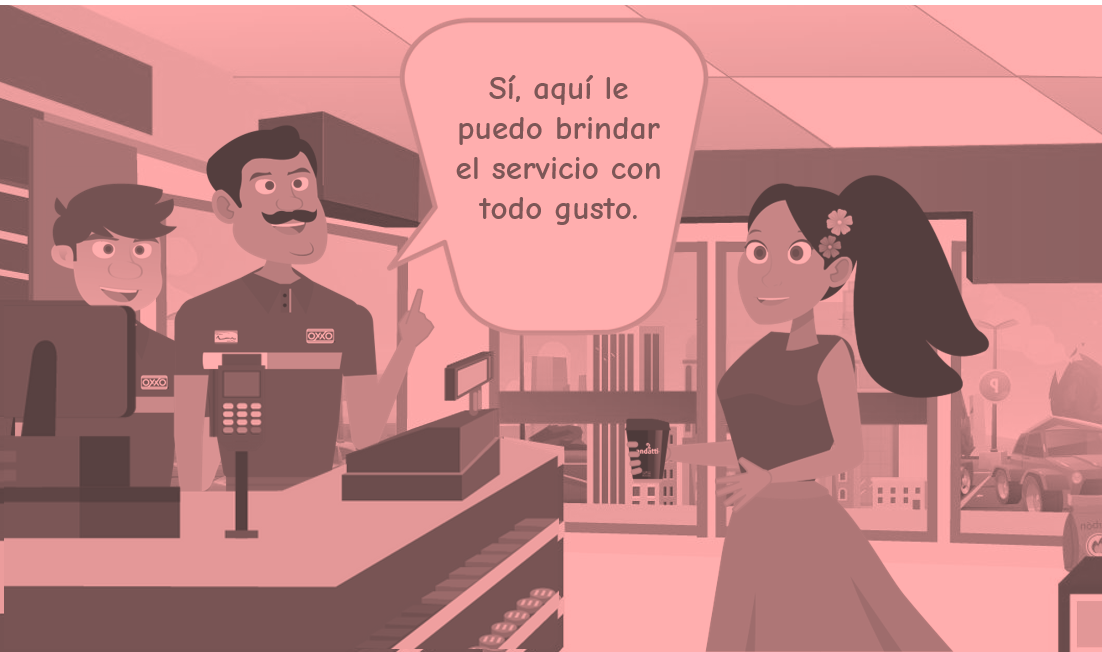 Sí, aquí le
puedo brindar
el servicio con
todo gusto.
OXXO
OXXO